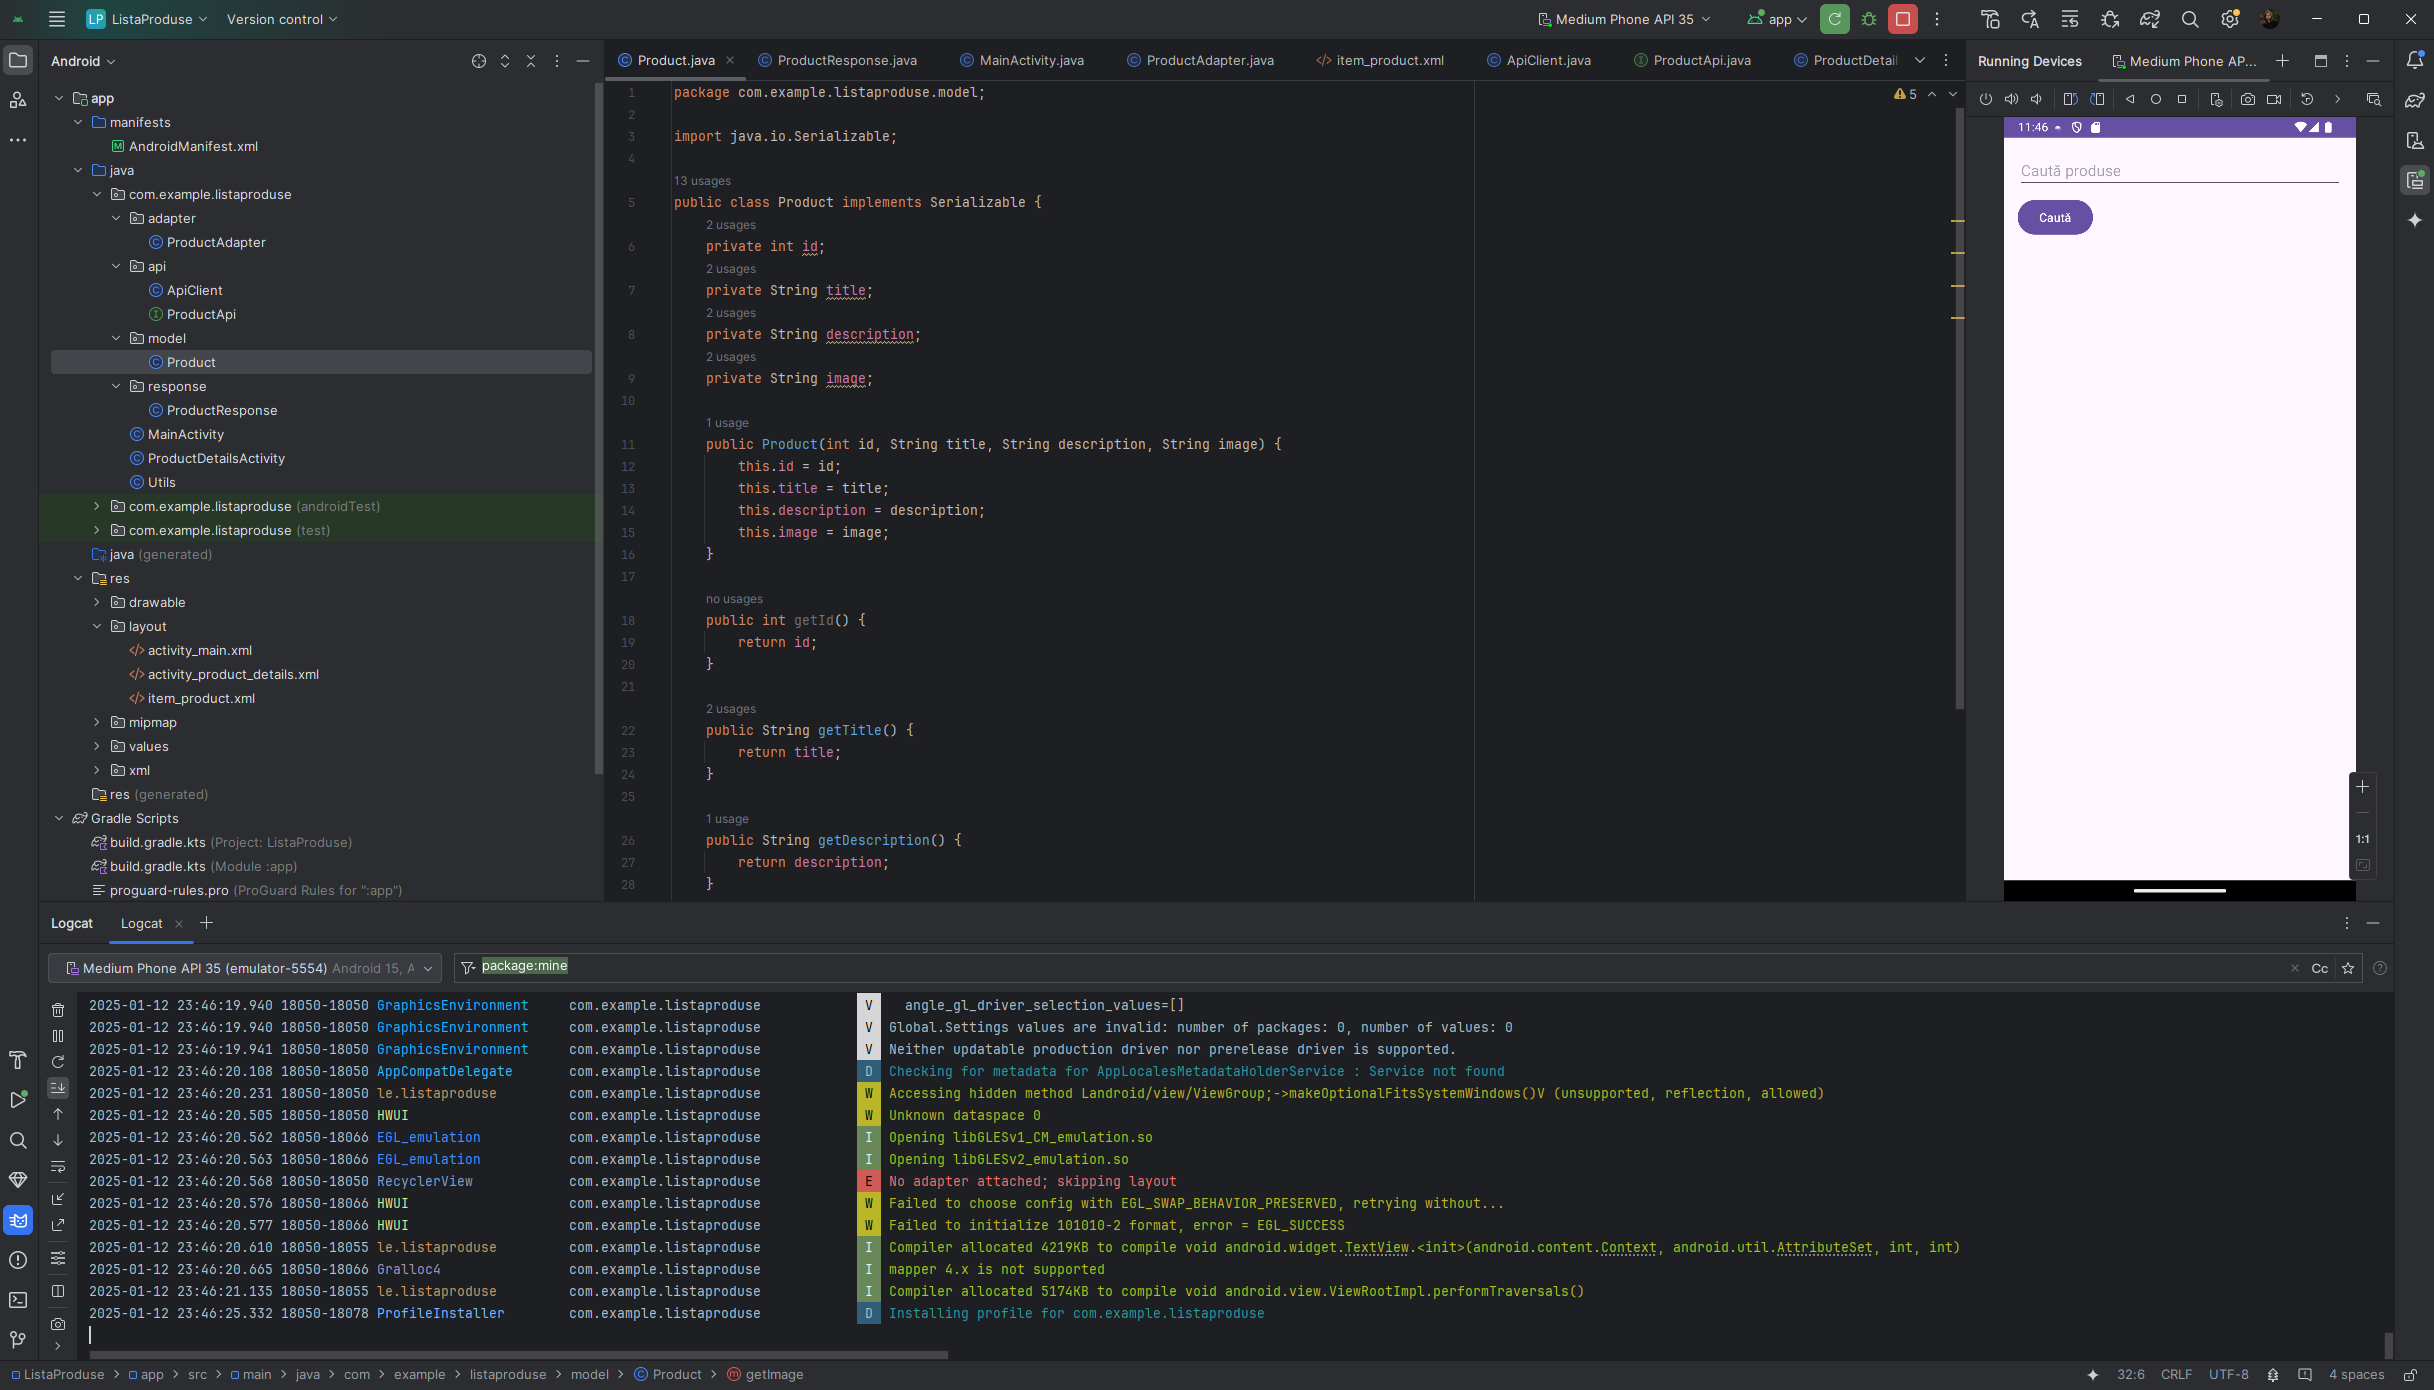 LP ListaProduse Version control Medium Phone API 35 app
Android
app
manifests
AndroidManifest.xml
java
com.example.listaproduse
adapter
ProductAdapter
api
ApiClient
ProductApi
model
Product
response
ProductResponse
MainActivity
ProductDetailsActivity
Utils
com.example.listaproduse (androidTest)
com.example.listaproduse (test)
java (generated)
res
drawable
layout
activity_main.xml
activity_product_details.xml
item_product.xml
mipmap
values
xml
res (generated)
Gradle Scripts
build.gradle.kts (Project: ListaProduse)
build.gradle.kts (Module :app)
proguard-rules.pro (ProGuard Rules for ":app")
Product.java ProductResponse.java MainActivity.java ProductAdapter.java item_product.xml ApiClient.java ProductApi.java ProductDetail
5
1 package com.example.listaproduse.model;
2
3 import java.io.Serializable;
4
13 usages
5 public class Product implements Serializable {
2 usages
6 private int id;
2 usages
7 private String title;
2 usages
8 private String description;
2 usages
9 private String image;
10
1 usage
11 public Product(int id, String title, String description, String image) {
12 this.id = id;
13 this.title = title;
14 this.description = description;
15 this.image = image;
16 }
17
no usages
18 public int getId() {
19 return id;
20 }
21
2 usages
22 public String getTitle() {
23 return title;
24 }
25
1 usage
26 public String getDescription() {
27 return description;
28 }
Running Devices Medium Phone AP...
11:46
Caută produse
Caută
1:1
Logcat Logcat
Medium Phone API 35 (emulator-5554) Android 15, A package:mine Cc
2025-01-12 23:46:19.940 18050-18050 GraphicsEnvironment com.example.listaproduse V angle_gl_driver_selection_values=[]
2025-01-12 23:46:19.940 18050-18050 GraphicsEnvironment com.example.listaproduse V Global.Settings values are invalid: number of packages: 0, number of values: 0
2025-01-12 23:46:19.941 18050-18050 GraphicsEnvironment com.example.listaproduse V Neither updatable production driver nor prerelease driver is supported.
2025-01-12 23:46:20.108 18050-18050 AppCompatDelegate com.example.listaproduse D Checking for metadata for AppLocalesMetadataHolderService : Service not found
2025-01-12 23:46:20.231 18050-18050 le.listaproduse com.example.listaproduse W Accessing hidden method Landroid/view/ViewGroup;->makeOptionalFitsSystemWindows()V (unsupported, reflection, allowed)
2025-01-12 23:46:20.505 18050-18050 HWUI com.example.listaproduse W Unknown dataspace 0
2025-01-12 23:46:20.562 18050-18066 EGL_emulation com.example.listaproduse I Opening libGLESv1_CM_emulation.so
2025-01-12 23:46:20.563 18050-18066 EGL_emulation com.example.listaproduse I Opening libGLESv2_emulation.so
2025-01-12 23:46:20.568 18050-18050 RecyclerView com.example.listaproduse E No adapter attached; skipping layout
2025-01-12 23:46:20.576 18050-18066 HWUI com.example.listaproduse W Failed to choose config with EGL_SWAP_BEHAVIOR_PRESERVED, retrying without...
2025-01-12 23:46:20.577 18050-18066 HWUI com.example.listaproduse W Failed to initialize 101010-2 format, error = EGL_SUCCESS
2025-01-12 23:46:20.610 18050-18055 le.listaproduse com.example.listaproduse I Compiler allocated 4219KB to compile void android.widget.TextView.<init>(android.content.Context, android.util.AttributeSet, int, int)
2025-01-12 23:46:20.665 18050-18066 Gralloc4 com.example.listaproduse I mapper 4.x is not supported
2025-01-12 23:46:21.135 18050-18055 le.listaproduse com.example.listaproduse I Compiler allocated 5174KB to compile void android.view.ViewRootImpl.performTraversals()
2025-01-12 23:46:25.332 18050-18078 ProfileInstaller com.example.listaproduse D Installing profile for com.example.listaproduse
ListaProduse > app > src > main > java > com > example > listaproduse > model > Product > getImage 32:6 CRLF UTF-8 4 spaces